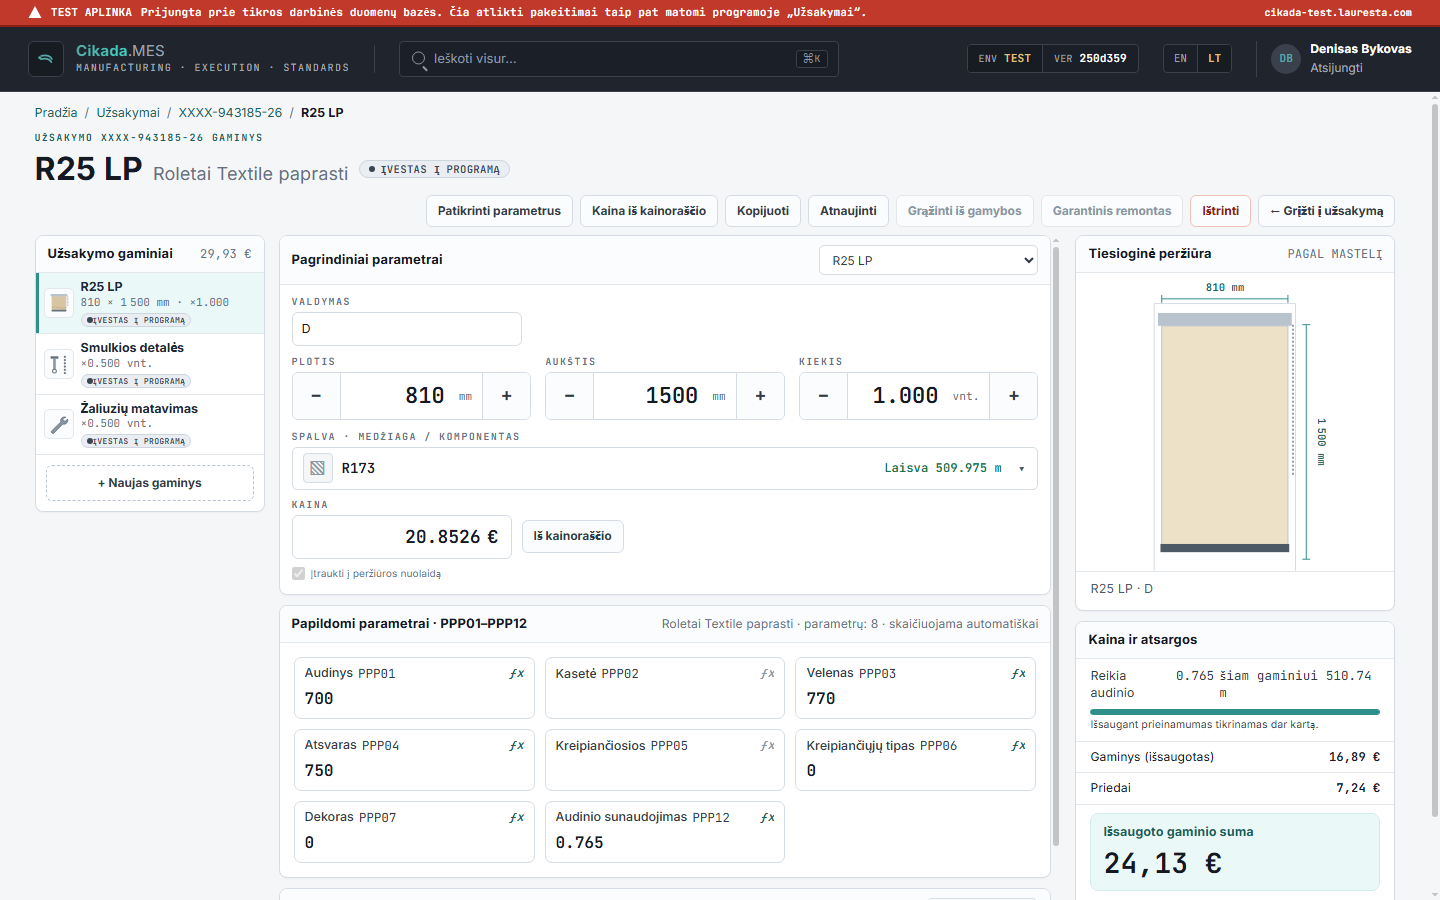 TEST APLINKA Prijungta prie tikros darbinės duomenų bazės. Čia atlikti pakeitimai taip pat matomi programoje „Užsakymai“.
cikada-test.lauresta.com
Cikada.MES
MANUFACTURING · EXECUTION · STANDARDS
Ieškoti visur...
⌘K
ENV TEST
VER 250d359
EN
LT
DB
Denisas Bykovas
Atsijungti
Pradžia / Užsakymai / XXXX-943185-26 / R25 LP
UŽSAKYMO XXXX-943185-26 GAMINYS
R25 LP Roletai Textile paprasti
ĮVESTAS Į PROGRAMĄ
Patikrinti parametrus
Kaina iš kainoraščio
Kopijuoti
Atnaujinti
Grąžinti iš gamybos
Garantinis remontas
Ištrinti
← Grįžti į užsakymą
Užsakymo gaminiai 29,93 €
R25 LP
810 × 1 500 mm · ×1.000
ĮVESTAS Į PROGRAMĄ
Smulkios detalės
×0.500 vnt.
ĮVESTAS Į PROGRAMĄ
Žaliuzių matavimas
×0.500 vnt.
ĮVESTAS Į PROGRAMĄ
+ Naujas gaminys
Pagrindiniai parametrai
R25 LP
VALDYMAS
D
PLOTIS
AUKŠTIS
KIEKIS
− 810 mm +
− 1500 mm +
− 1.000 vnt. +
SPALVA · MEDŽIAGA / KOMPONENTAS
R173
Laisva 509.975 m
KAINA
20.8526 €
Iš kainoraščio
Įtraukti į peržiūros nuolaidą
Papildomi parametrai · PPP01–PPP12
Roletai Textile paprasti · parametrų: 8 · skaičiuojama automatiškai
Audinys PPP01 ƒx
700
Kasetė PPP02 ƒx
Velenas PPP03 ƒx
770
Atsvaras PPP04 ƒx
750
Kreipiančiosios PPP05 ƒx
Kreipiančiųjų tipas PPP06 ƒx
0
Dekoras PPP07 ƒx
0
Audinio sunaudojimas PPP12 ƒx
0.765
Tiesioginė peržiūra
PAGAL MASTELĮ
810 mm
1 500 mm
R25 LP · D
Kaina ir atsargos
Reikia audinio
0.765 šiam gaminiui 510.74 m
Išsaugant prieinamumas tikrinamas dar kartą.
Gaminys (išsaugotas) 16,89 €
Priedai 7,24 €
Išsaugoto gaminio suma
24,13 €